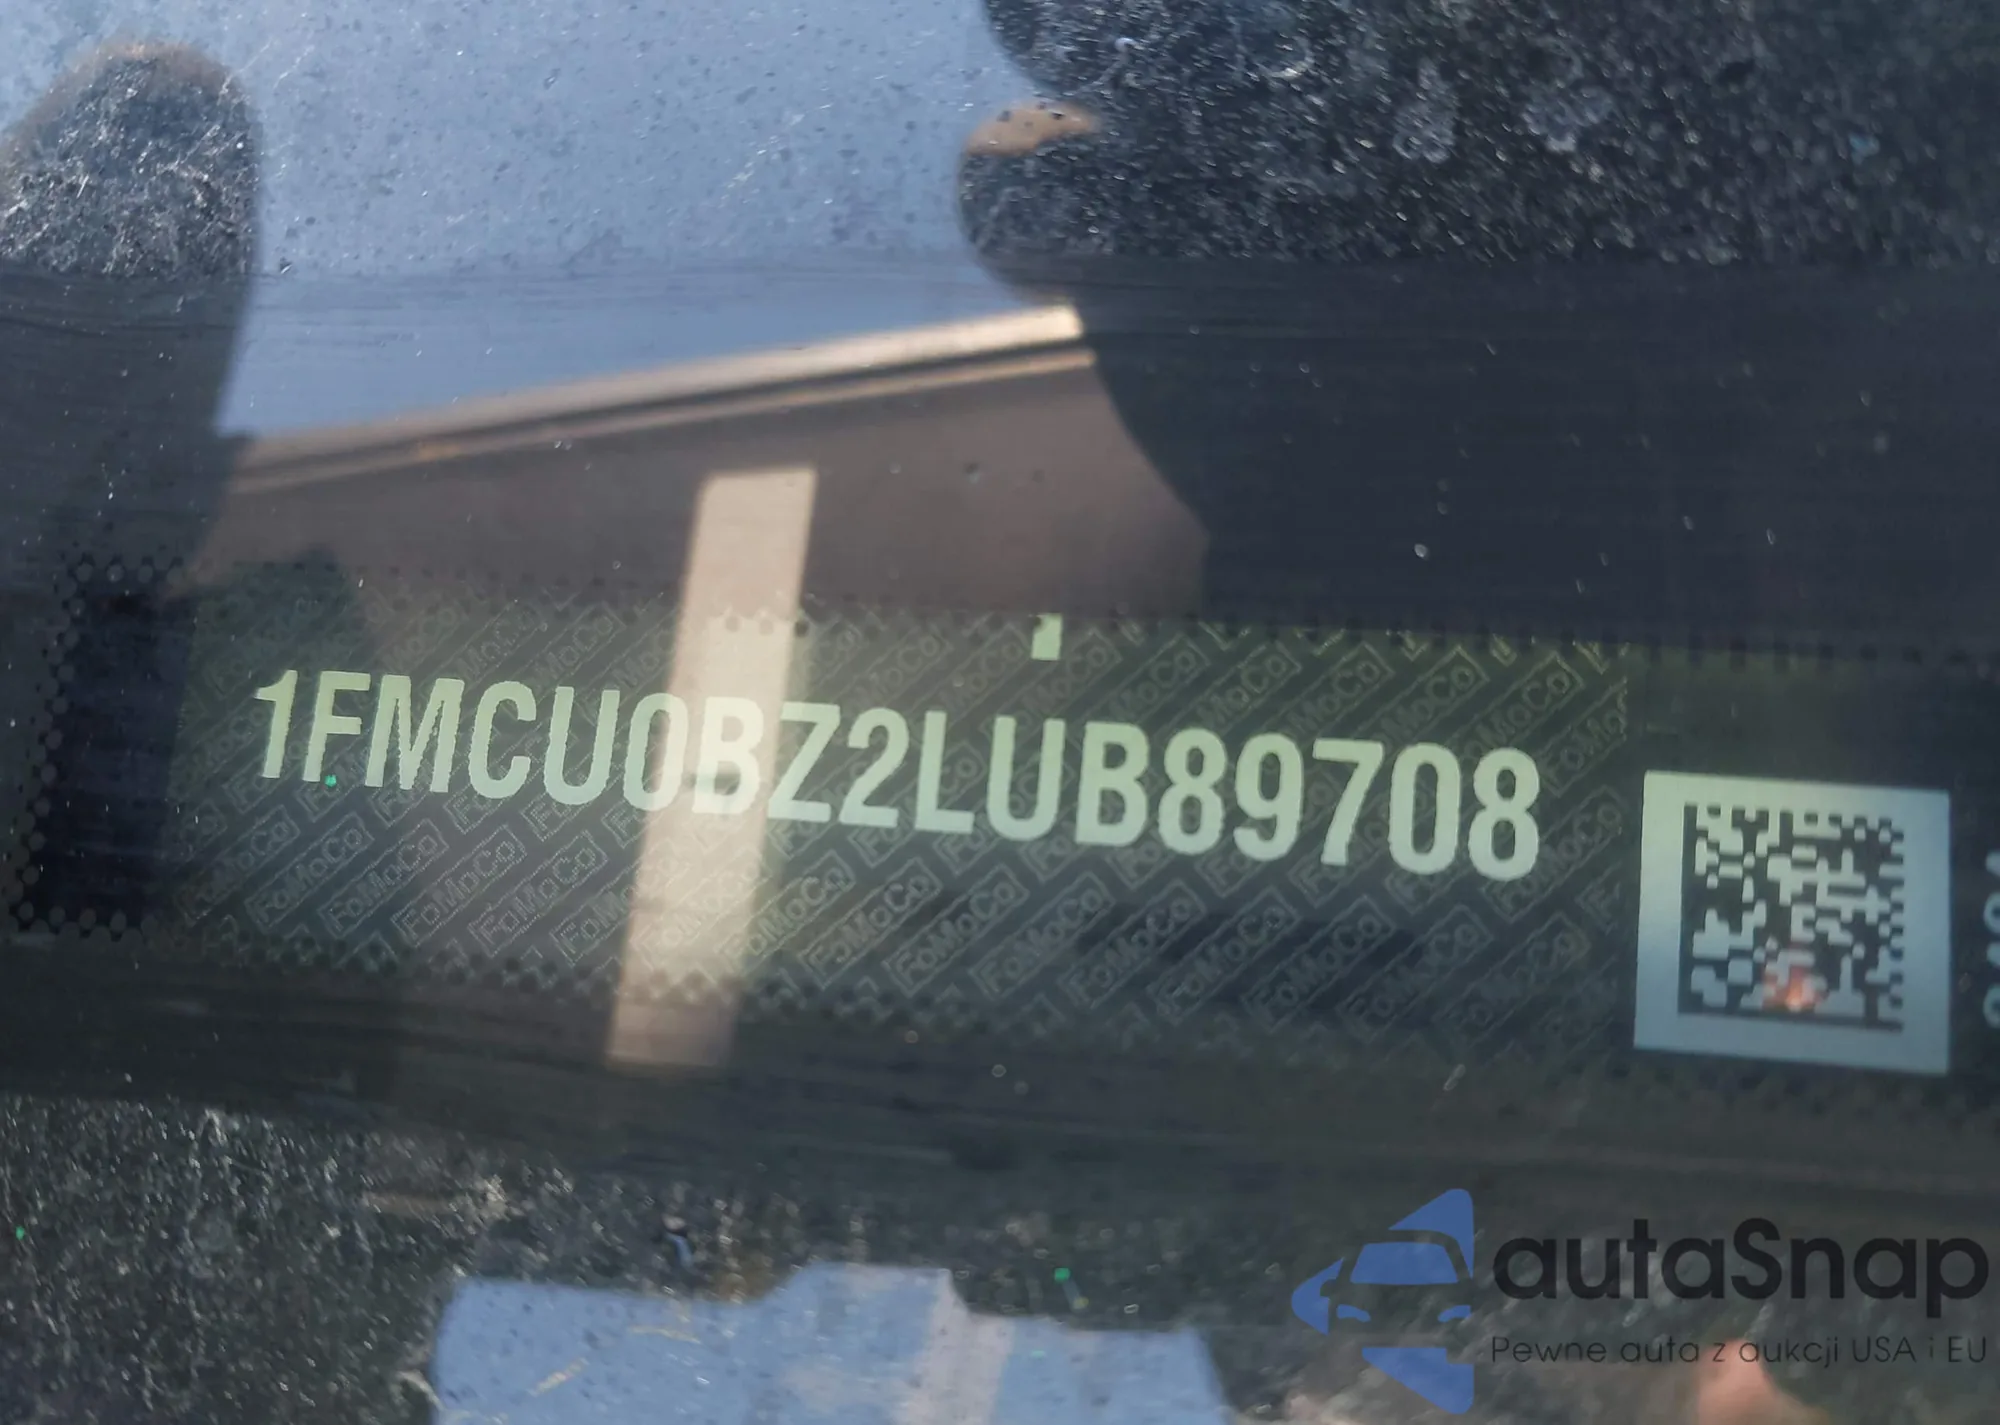 1FMCU0BZ2LUB89708
autaSnap
Pewne auta z aukcji USA i EU